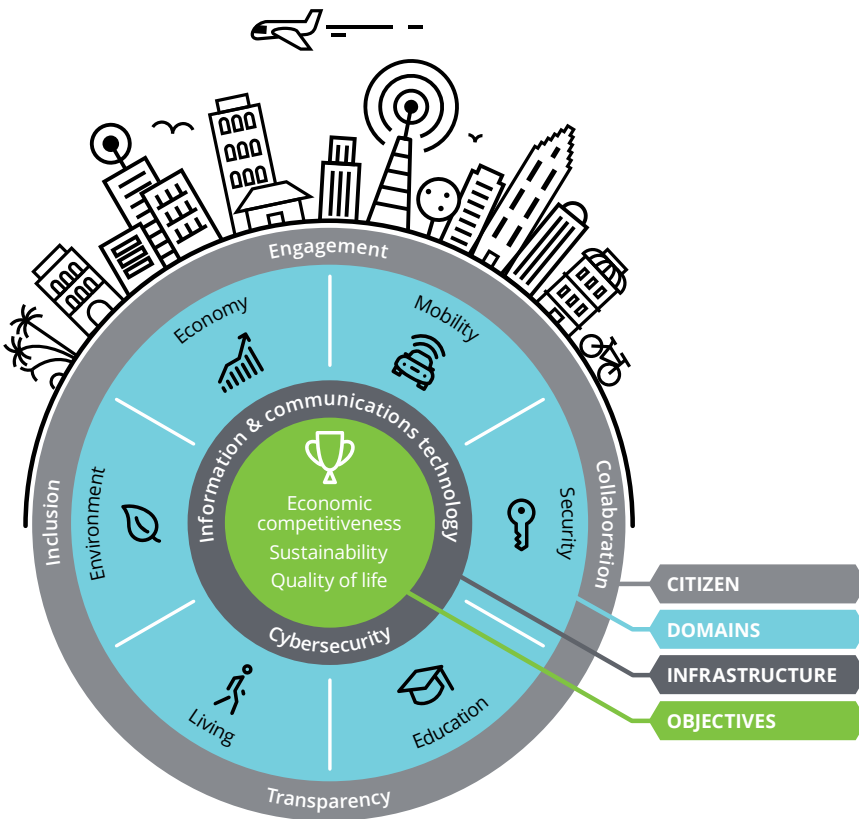 Engagement
Economy
Mobility
Information & communications technology
Inclusion
Environment
Economic
competitiveness
Sustainability
Quality of life
Security
Collaboration
Cybersecurity
Living
Education
Transparency
CITIZEN
DOMAINS
INFRASTRUCTURE
OBJECTIVES